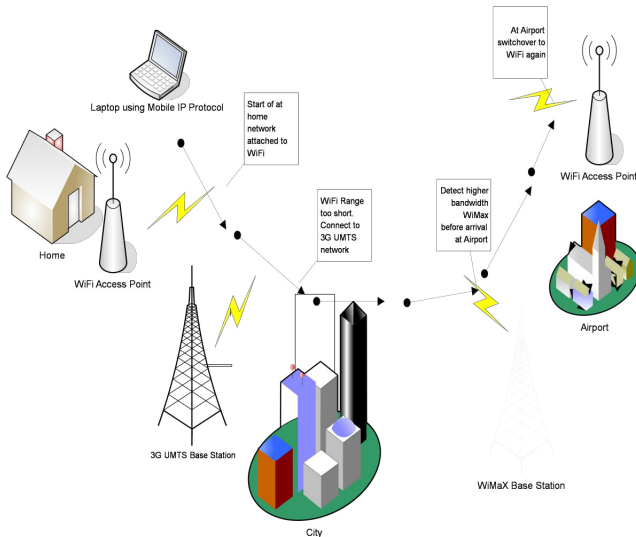 At Airport
switchover to
WiFi again
Laptop using Mobile IP Protocol
Start of at
home
network
attached to
WiFi
WiFi Access Point
Home
WiFi Access Point
WiFi Range
too short.
Connect to
3G UMTS
network
Detect higher
bandwidth
WiMax
before arrival
at Airport
Airport
3G UMTS Base Station
WiMaX Base Station
City